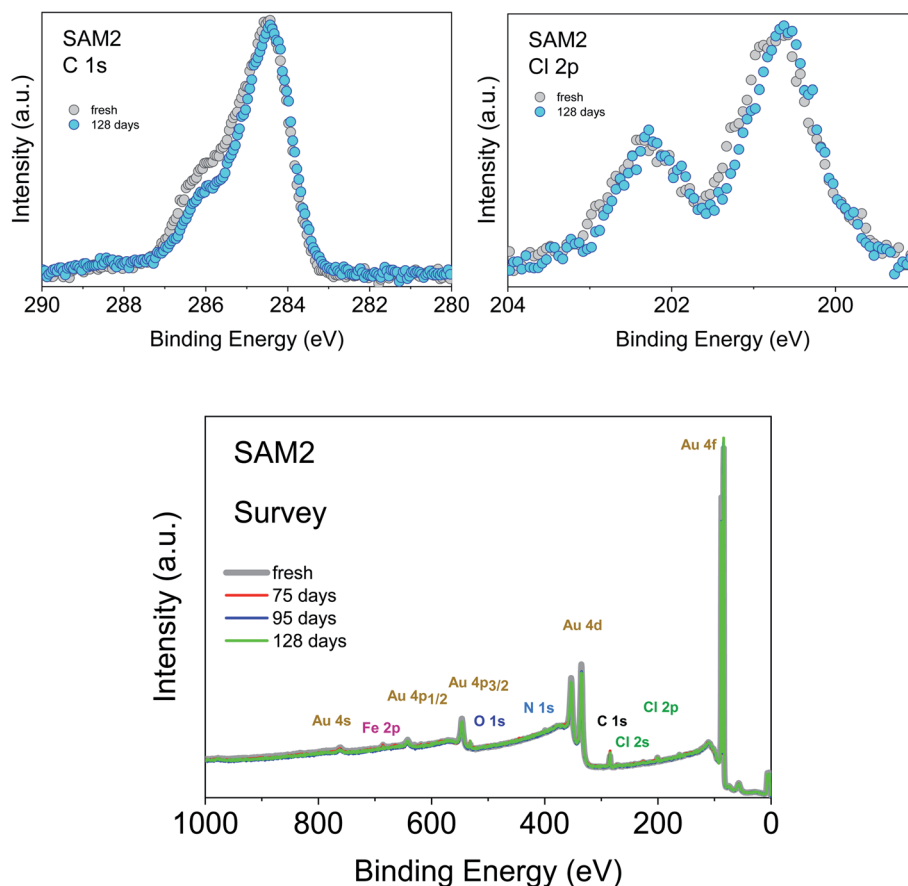 SAM2
C 1s
fresh
128 days
Intensity (a.u.)
290 288 286 284 282 280
Binding Energy (eV)
SAM2
Cl 2p
fresh
128 days
Intensity (a.u.)
204 202 200
Binding Energy (eV)
SAM2
Survey
fresh
75 days
95 days
128 days
Au 4f
Au 4d
Au 4p3/2
Au 4p1/2
Au 4s
Fe 2p
O 1s
N 1s
C 1s
Cl 2p
Cl 2s
Intensity (a.u.)
1000 800 600 400 200 0
Binding Energy (eV)